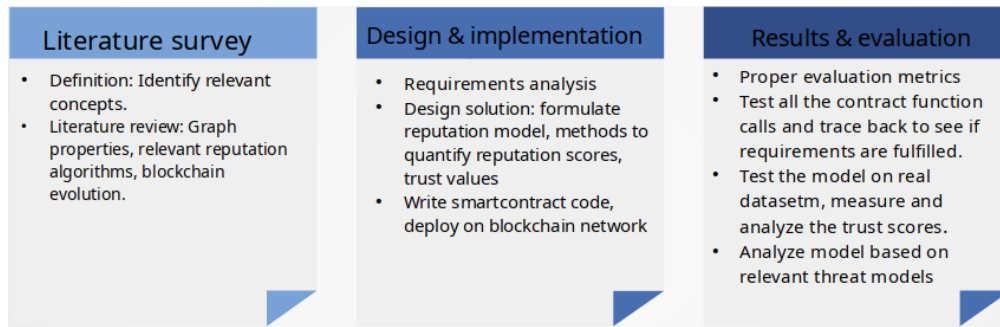 Literature survey
• Definition: Identify relevant
concepts.
• Literature review: Graph
properties, relevant reputation
algorithms, blockchain
evolution.
Design & implementation
• Requirements analysis
• Design solution: formulate
reputation model, methods to
quantify reputation scores,
trust values
• Write smartcontract code,
deploy on blockchain network
Results & evaluation
• Proper evaluation metrics
• Test all the contract function
calls and trace back to see if
requirements are fulfilled.
• Test the model on real
datasetm, measure and
analyze the trust scores.
• Analyze model based on
relevant threat models